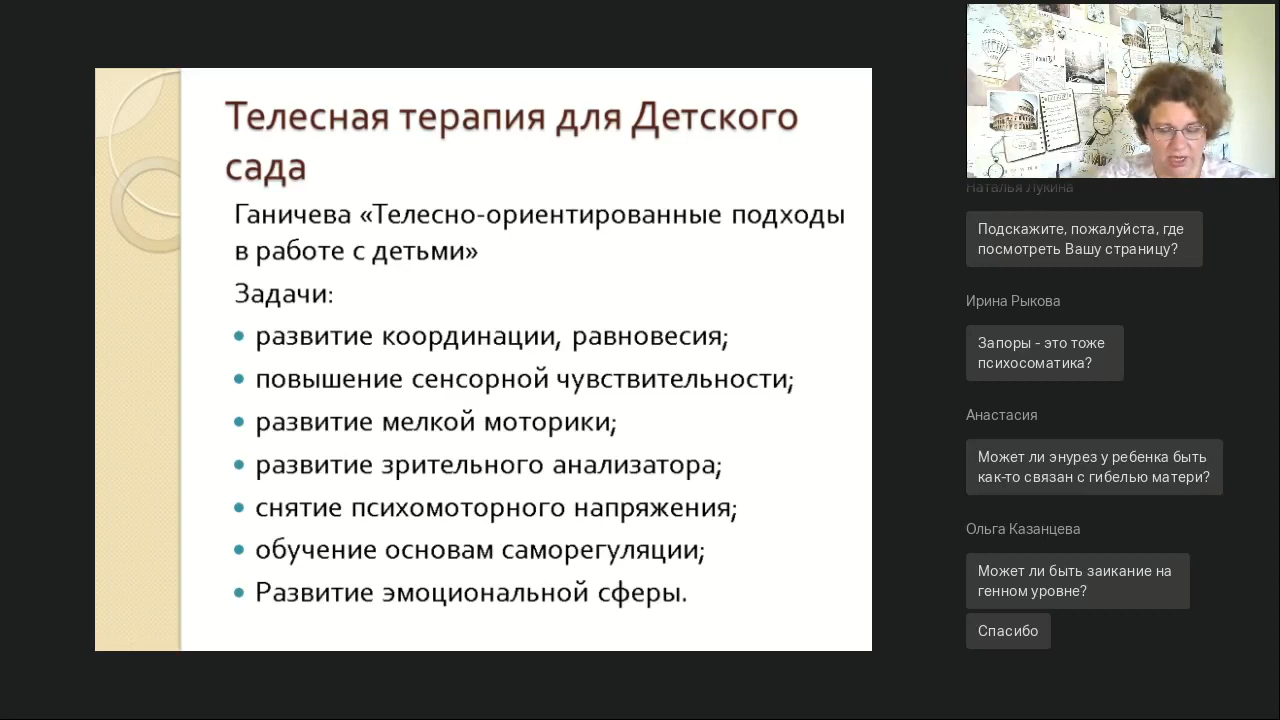 Телесная терапия для Детского
сада
Ганичева «Телесно-ориентированные подходы
в работе с детьми»
Задачи:
развитие координации, равновесия;
повышение сенсорной чувствительности;
развитие мелкой моторики;
развитие зрительного анализатора;
снятие психомоторного напряжения;
обучение основам саморегуляции;
Развитие эмоциональной сферы.
Наталья Лукина
Подскажите, пожалуйста, где
посмотреть Вашу страницу?
Ирина Рыкова
Запоры - это тоже
психосоматика?
Анастасия
Может ли энурез у ребенка быть
как-то связан с гибелью матери?
Ольга Казанцева
Может ли быть заикание на
генном уровне?
Спасибо